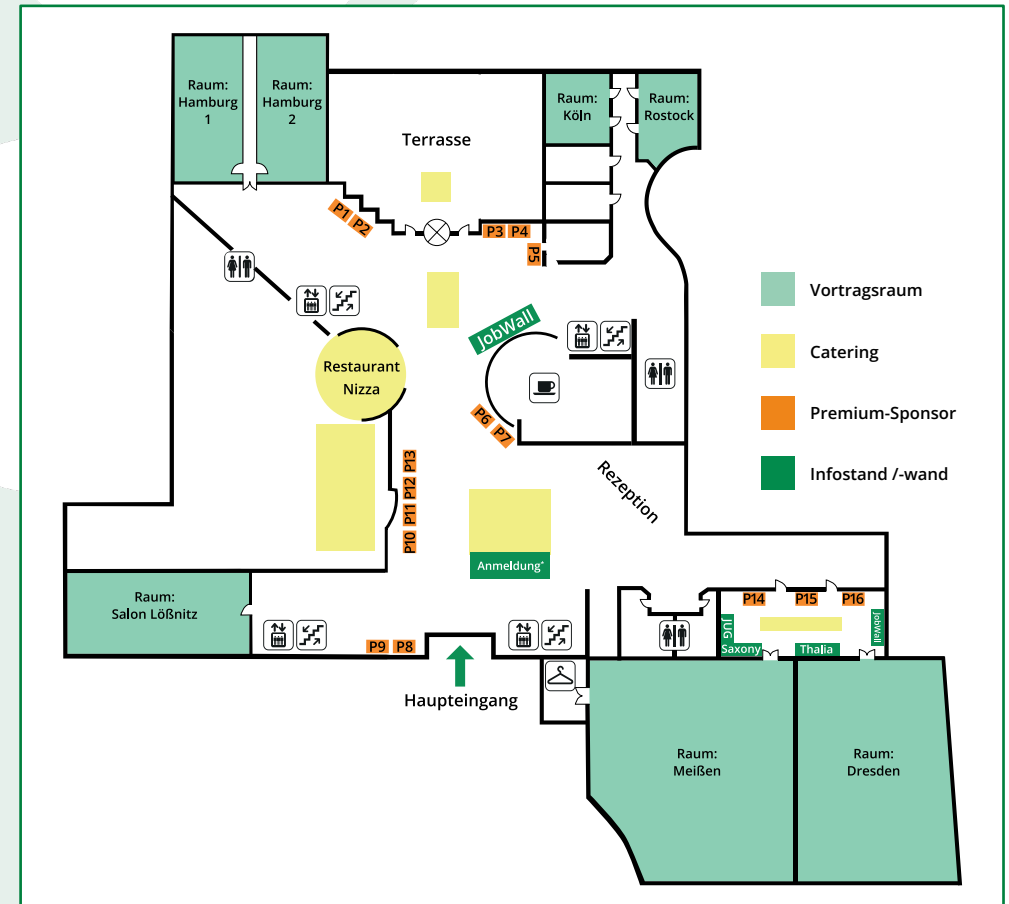 Raum:
Hamburg
1
Raum:
Hamburg
2
Terrasse
Raum:
Köln
Raum:
Rostock
P1
P2
P3
P4
P5
JobWall
Restaurant
Nizza
P6
P7
P13
P12
P11
P10
Rezeption
Anmeldung*
Raum:
Salon Lößnitz
P9
P8
Haupteingang
P14
P15
P16
JUG
Saxony
Thalia
JobWall
Raum:
Meißen
Raum:
Dresden
Vortragsraum
Catering
Premium-Sponsor
Infostand /-wand